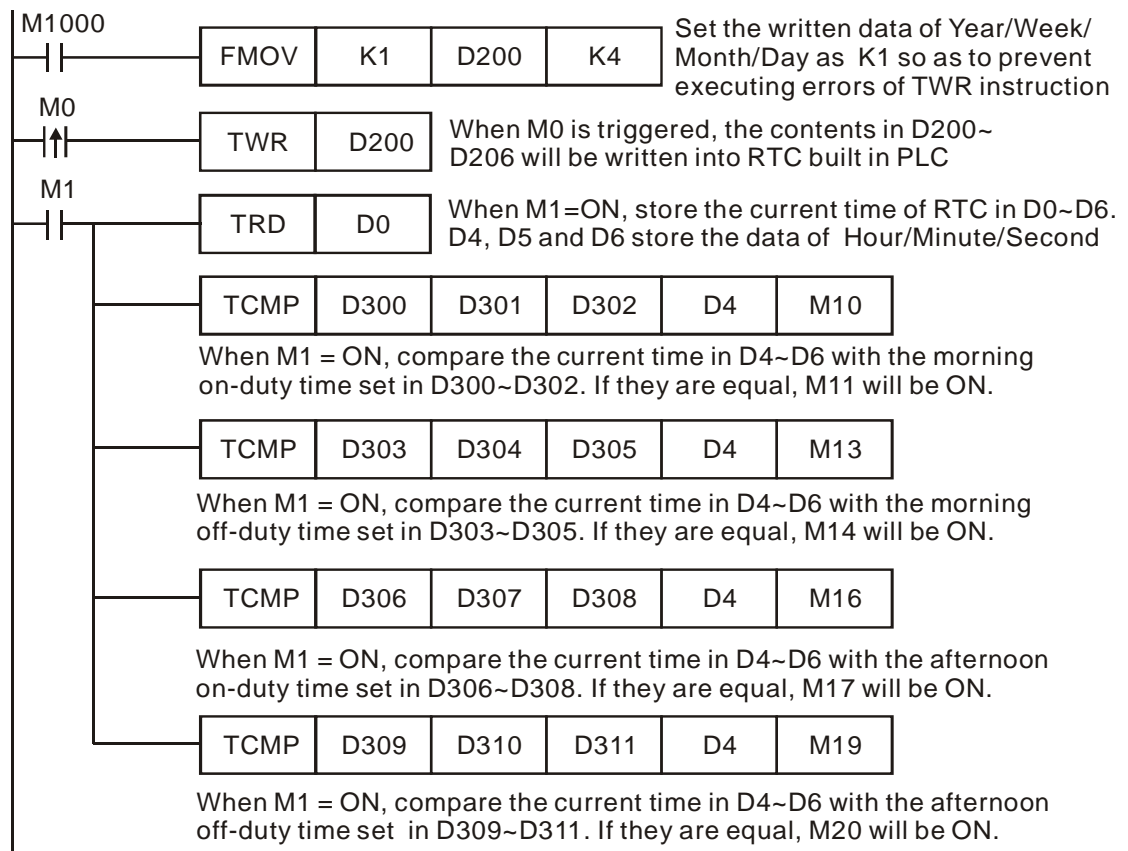 M1000
FMOV K1 D200 K4
Set the written data of Year/Week/
Month/Day as K1 so as to prevent
executing errors of TWR instruction
M0
TWR D200
When M0 is triggered, the contents in D200~
D206 will be written into RTC built in PLC
M1
TRD D0
When M1=ON, store the current time of RTC in D0~D6.
D4, D5 and D6 store the data of Hour/Minute/Second
TCMP D300 D301 D302 D4 M10
When M1 = ON, compare the current time in D4~D6 with the morning
on-duty time set in D300~D302. If they are equal, M11 will be ON.
TCMP D303 D304 D305 D4 M13
When M1 = ON, compare the current time in D4~D6 with the morning
off-duty time set in D303~D305. If they are equal, M14 will be ON.
TCMP D306 D307 D308 D4 M16
When M1 = ON, compare the current time in D4~D6 with the afternoon
on-duty time set in D306~D308. If they are equal, M17 will be ON.
TCMP D309 D310 D311 D4 M19
When M1 = ON, compare the current time in D4~D6 with the afternoon
off-duty time set in D309~D311. If they are equal, M20 will be ON.